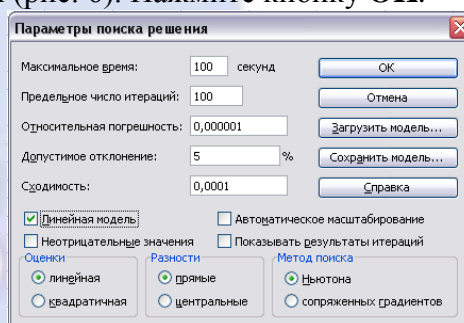 (рис. 6). Нажмите кнопку ОК.
Параметры поиска решения
Максимальное время: 100 секунд ОК
Предельное число итераций: 100 Отмена
Относительная погрешность: 0,000001 Загрузить модель...
Допустимое отклонение: 5 % Сохранить модель...
Сходимость: 0,0001 Справка
Линейная модель Автоматическое масштабирование
Неотрицательные значения Показывать результаты итераций
Оценки Разности Метод поиска
линейная прямые Ньютона
квадратичная центральные сопряженных градиентов